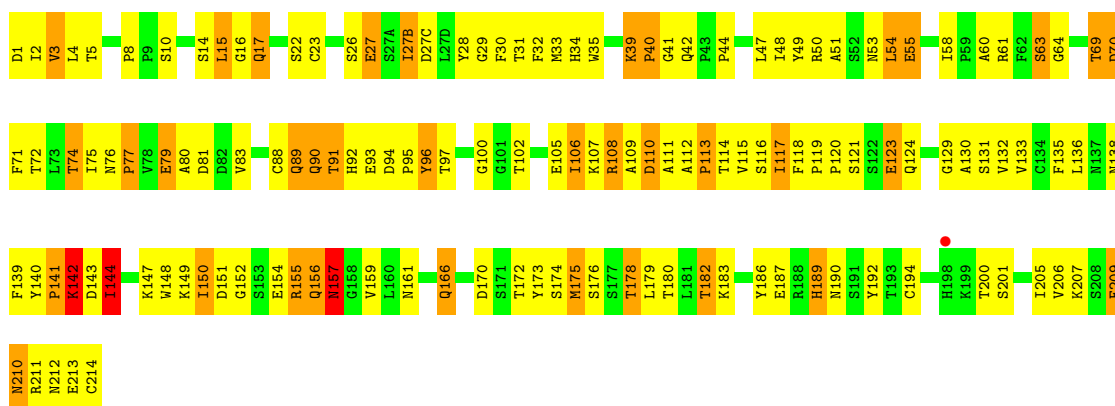 D1 I2 V3 L4 T5 P8 P9 S10 S14 L15 G16 Q17 S22 C23 S26 E27 S27A I27B D27C L27D Y28 G29 F30 T31 F32 M33 H34 W35 K39 P40 G41 Q42 P43 P44 L47 I48 Y49 R50 A51 S52 N53 L54 E55 I58 P59 A60 R61 F62 S63 G64 T69 D70
F71 T72 L73 T74 I75 N76 P77 V78 E79 A80 D81 D82 V83 C88 Q89 Q90 T91 H92 E93 D94 P95 Y96 T97 G100 G101 T102 E105 I106 K107 R108 A109 D110 A111 A112 P113 T114 V115 S116 I117 F118 P119 P120 S121 S122 E123 Q124 G129 A130 S131 V132 V133 C134 F135 L136 N137 N138
F139 Y140 P141 K142 D143 I144 K147 W148 K149 I150 D151 G152 S153 E154 R155 Q156 N157 G158 V159 L160 N161 Q166 D170 S171 T172 Y173 S174 M175 S176 S177 T178 L179 T180 L181 T182 K183 Y186 E187 R188 H189 N190 S191 Y192 T193 C194 H198 K199 T200 S201 I205 V206 K207 S208 F209
N210 R211 N212 E213 C214